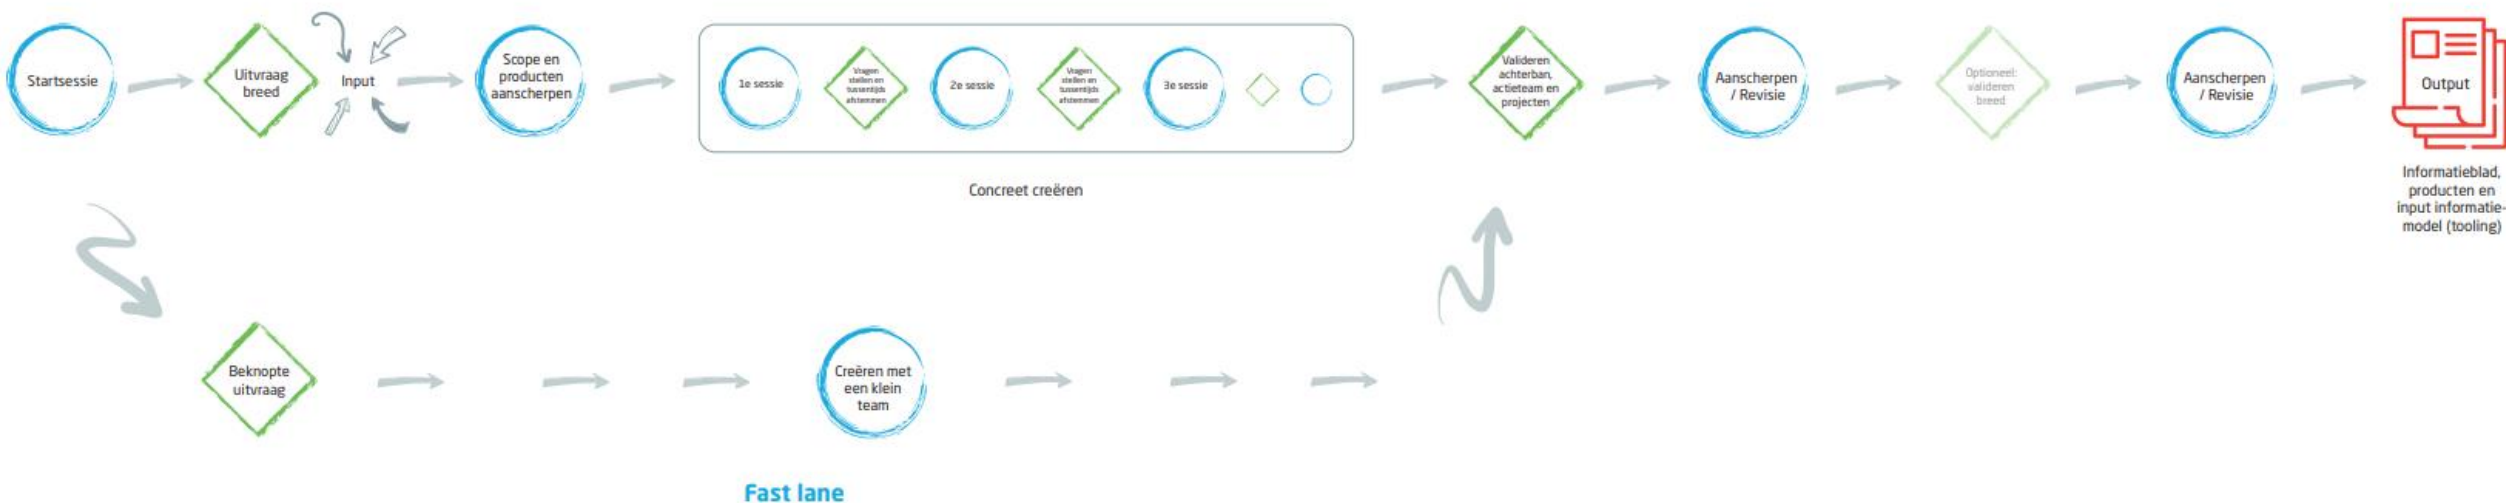 Startsessie
Uitvraag
breed
Input
Scope en
producten
aanscherpen
1e sessie
Vragen
stellen en
tussentijds
afstemmen
2e sessie
Vragen
stellen en
tussentijds
afstemmen
3e sessie
Concreet creëren
Valideren
achterban,
actieteam en
projecten
Aanscherpen
/ Revisie
Optioneel:
valideren
breed
Aanscherpen
/ Revisie
Output
Informatieblad,
producten en
input informatie-
model (tooling)
Beknopte
uitvraag
Creëren met
een klein
team
Fast lane